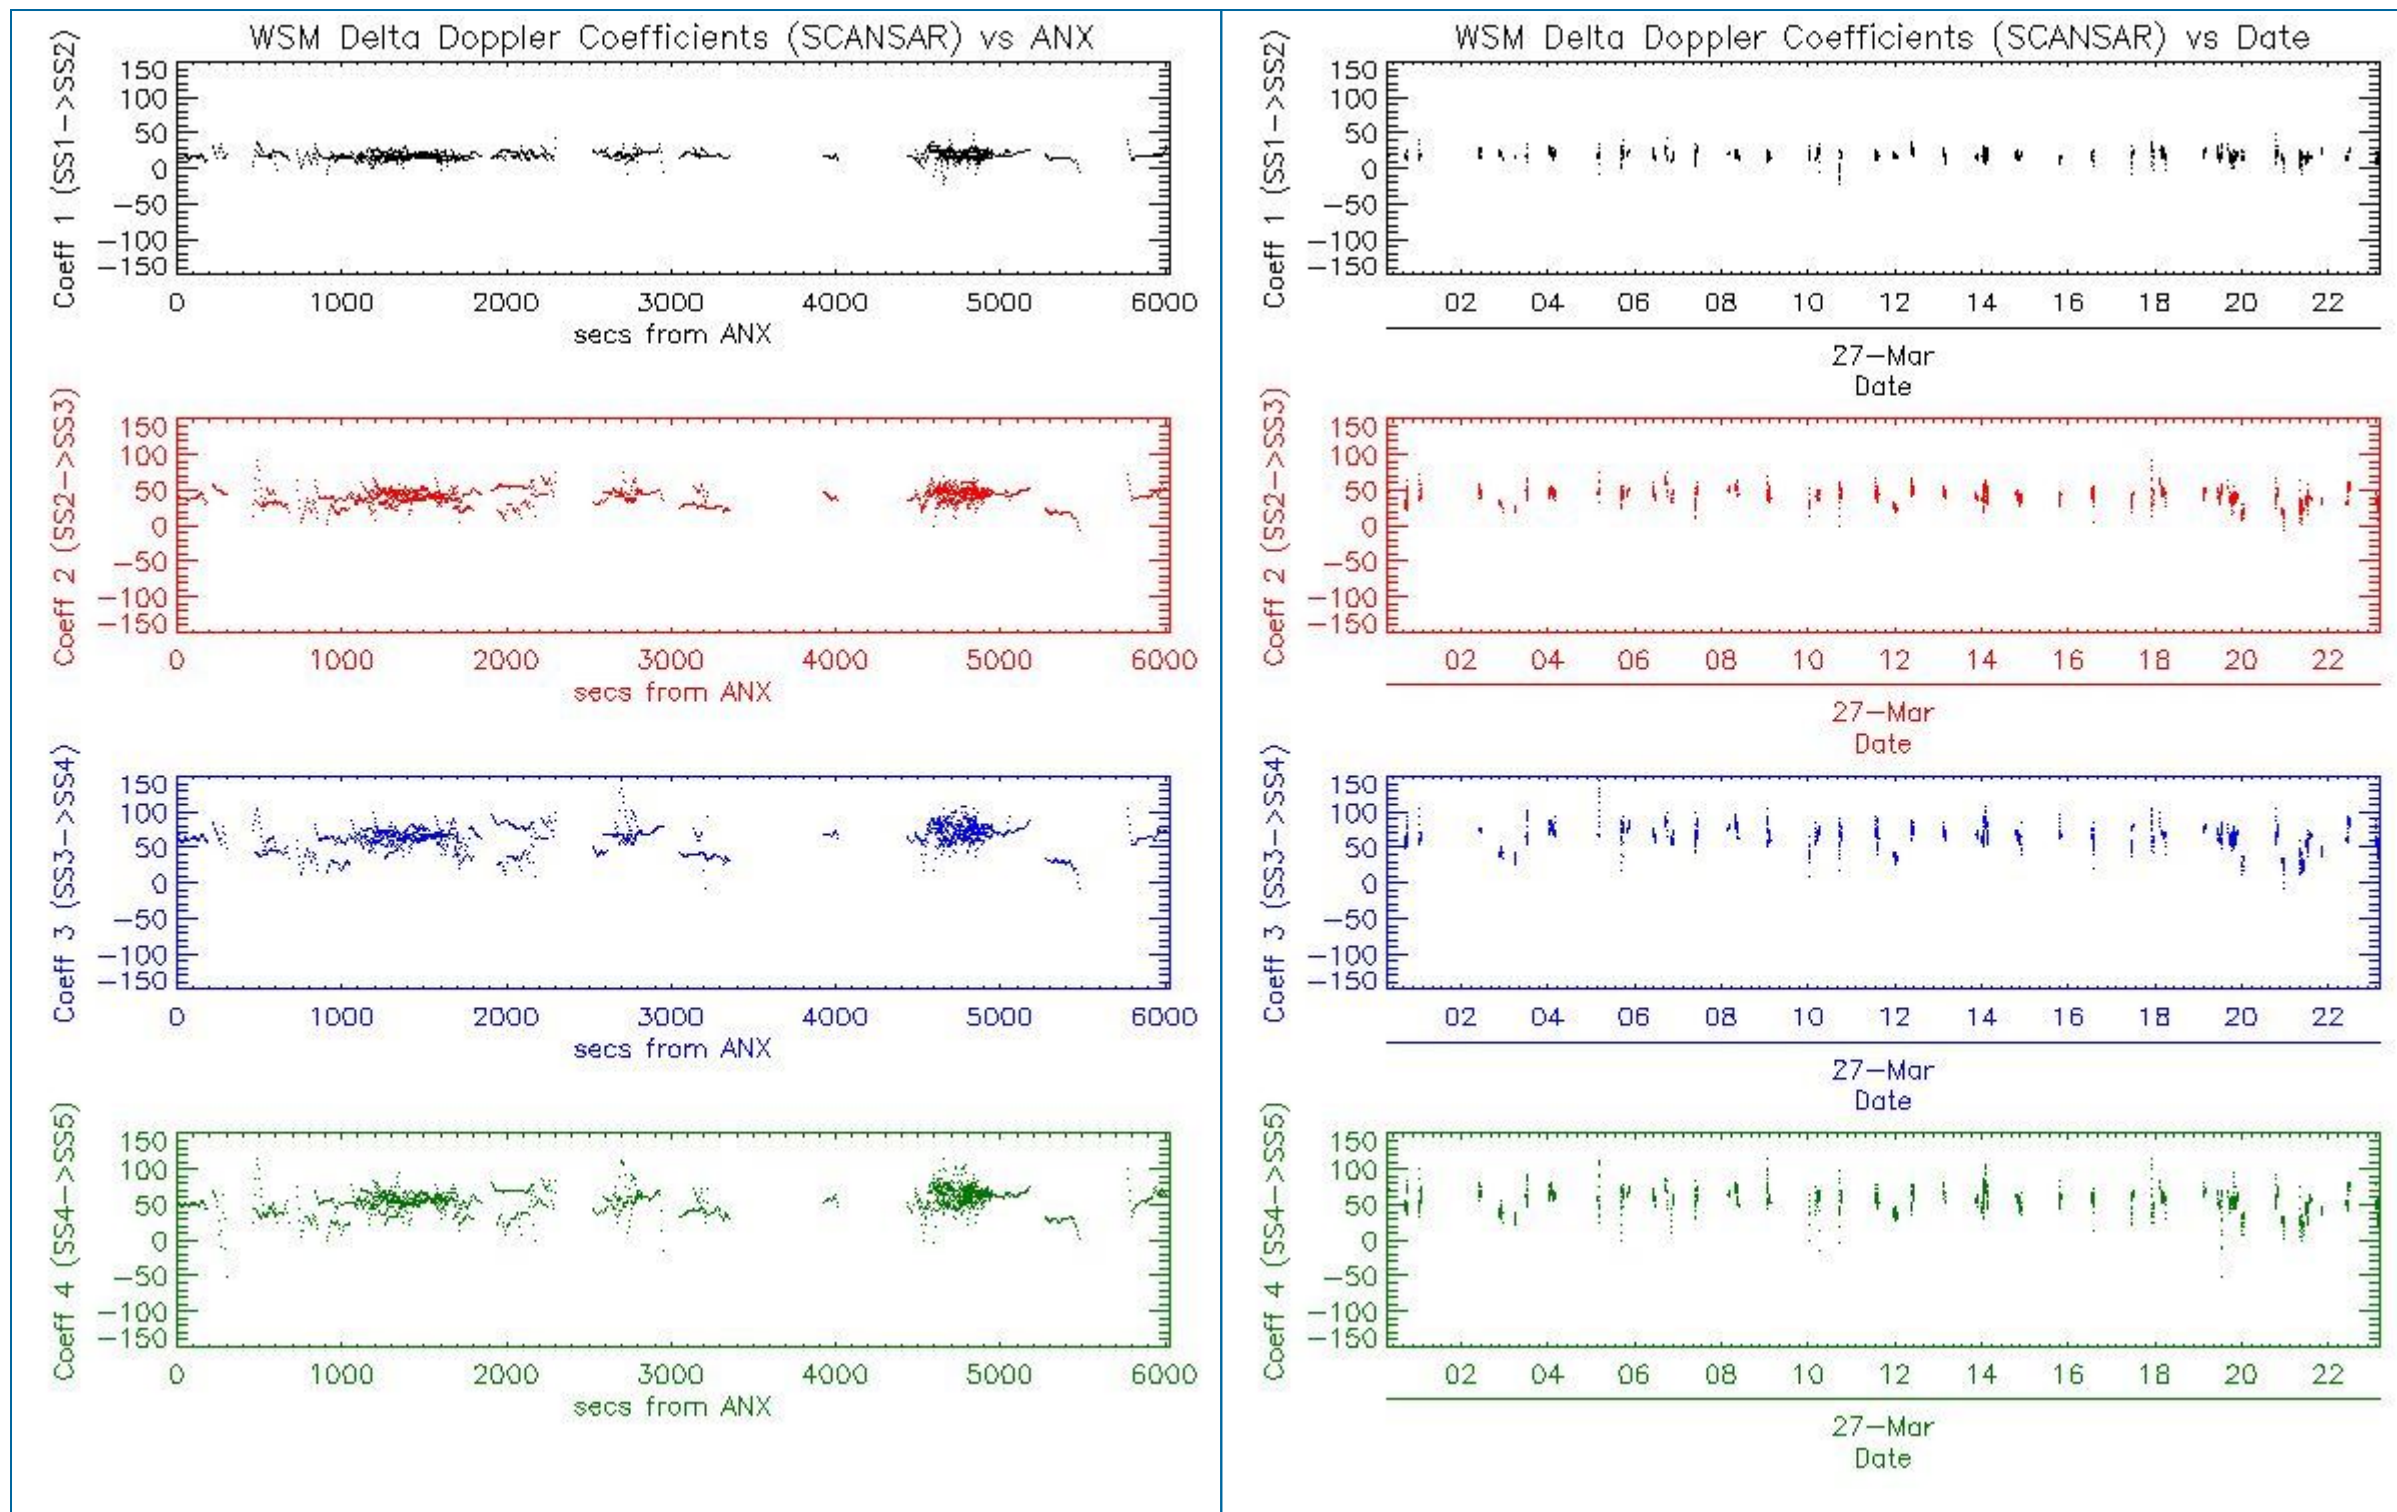 WSM Delta Doppler Coefficients (SCANSAR) vs ANX
Coeff 1 (SS1->SS2)
150
100
50
0
-50
-100
-150
0 1000 2000 3000 4000 5000 6000
secs from ANX
Coeff 2 (SS2->SS3)
150
100
50
0
-50
-100
-150
0 1000 2000 3000 4000 5000 6000
secs from ANX
Coeff 3 (SS3->SS4)
150
100
50
0
-50
-100
-150
0 1000 2000 3000 4000 5000 6000
secs from ANX
Coeff 4 (SS4->SS5)
150
100
50
0
-50
-100
-150
0 1000 2000 3000 4000 5000 6000
secs from ANX
WSM Delta Doppler Coefficients (SCANSAR) vs Date
Coeff 1 (SS1->SS2)
150
100
50
0
-50
-100
-150
02 04 06 08 10 12 14 16 18 20 22
27-Mar
Date
Coeff 2 (SS2->SS3)
150
100
50
0
-50
-100
-150
02 04 06 08 10 12 14 16 18 20 22
27-Mar
Date
Coeff 3 (SS3->SS4)
150
100
50
0
-50
-100
-150
02 04 06 08 10 12 14 16 18 20 22
27-Mar
Date
Coeff 4 (SS4->SS5)
150
100
50
0
-50
-100
-150
02 04 06 08 10 12 14 16 18 20 22
27-Mar
Date